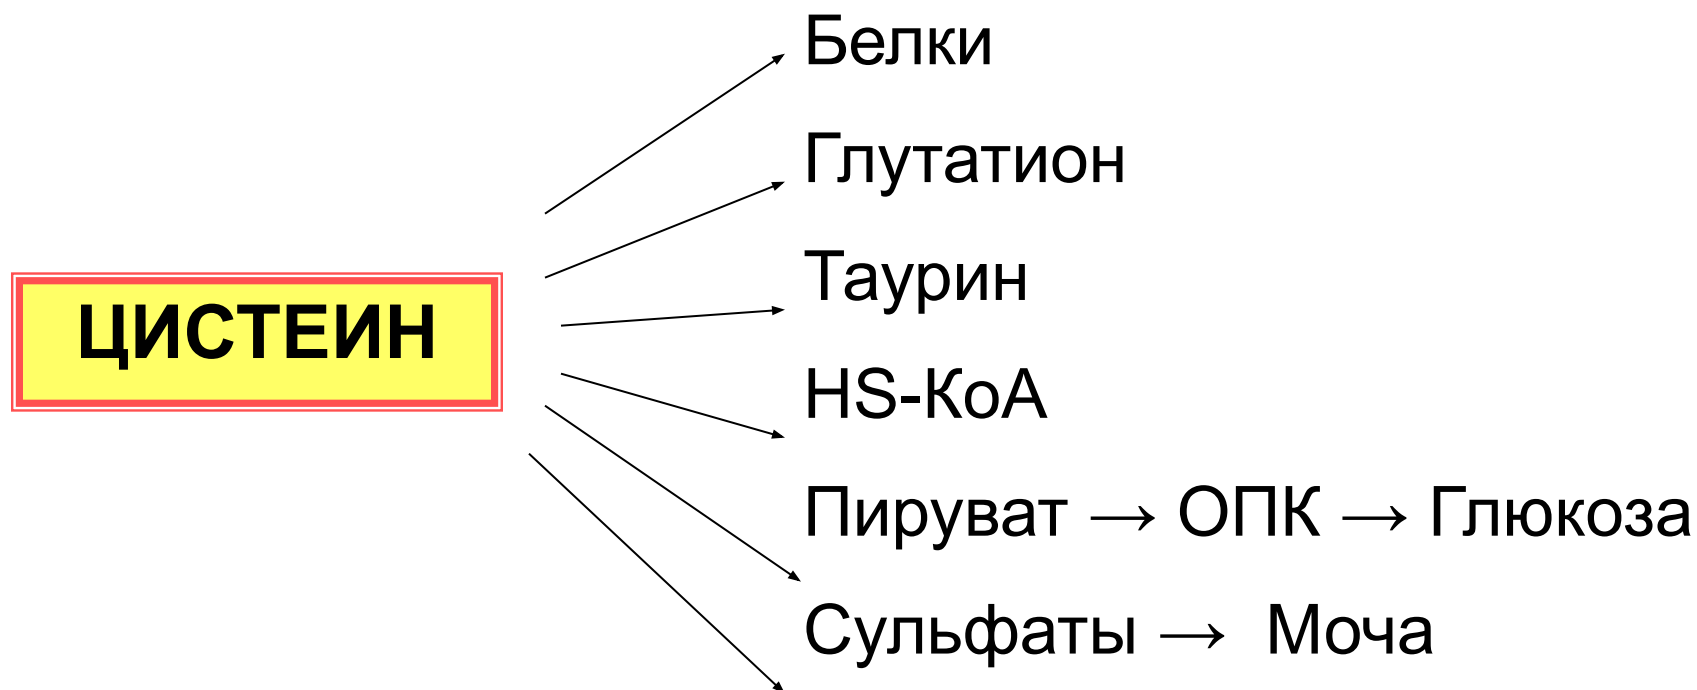 Белки
Глутатион
Таурин
ЦИСТЕИН
HS-КоА
Пируват → ОПК → Глюкоза
Сульфаты → Моча